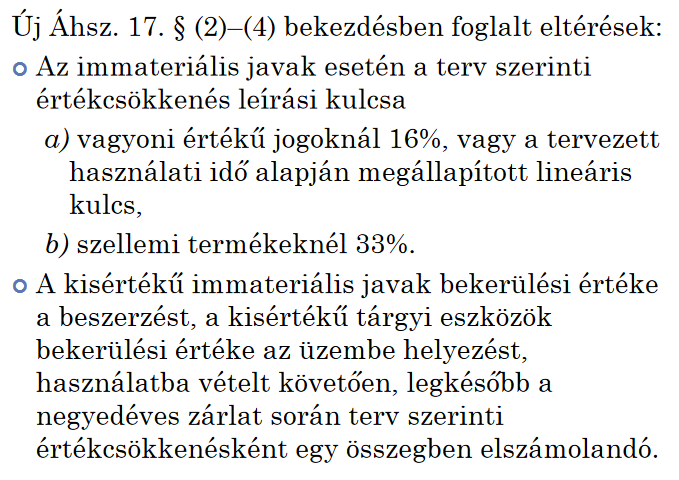 Új Áhsz. 17. § (2)–(4) bekezdésben foglalt eltérések:
Az immateriális javak esetén a terv szerinti
értékcsökkenés leírási kulcsa
a) vagyoni értékű jogoknál 16%, vagy a tervezett
használati idő alapján megállapított lineáris
kulcs,
b) szellemi termékeknél 33%.
A kisértékű immateriális javak bekerülési értéke
a beszerzést, a kisértékű tárgyi eszközök
bekerülési értéke az üzembe helyezést,
használatba vételt követően, legkésőbb a
negyedéves zárlat során terv szerinti
értékcsökkenésként egy összegben elszámolandó.